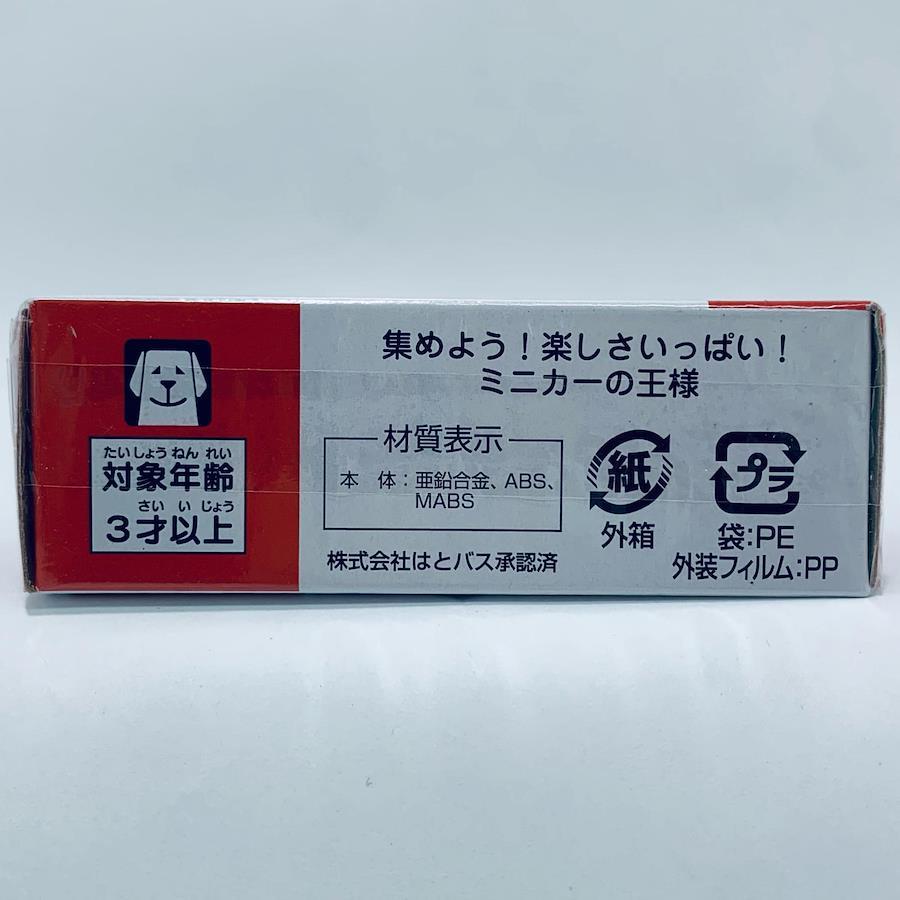 たいしょうねんれい
対象年齢
さいいじょう
3才以上
集めよう!楽しさいっぱい!
ミニカーの王様
材質表示
本 体:亜鉛合金、ABS、
MABS
株式会社はとバス承認済
紙
外箱
プラ
袋:PE
外装フィルム:PP